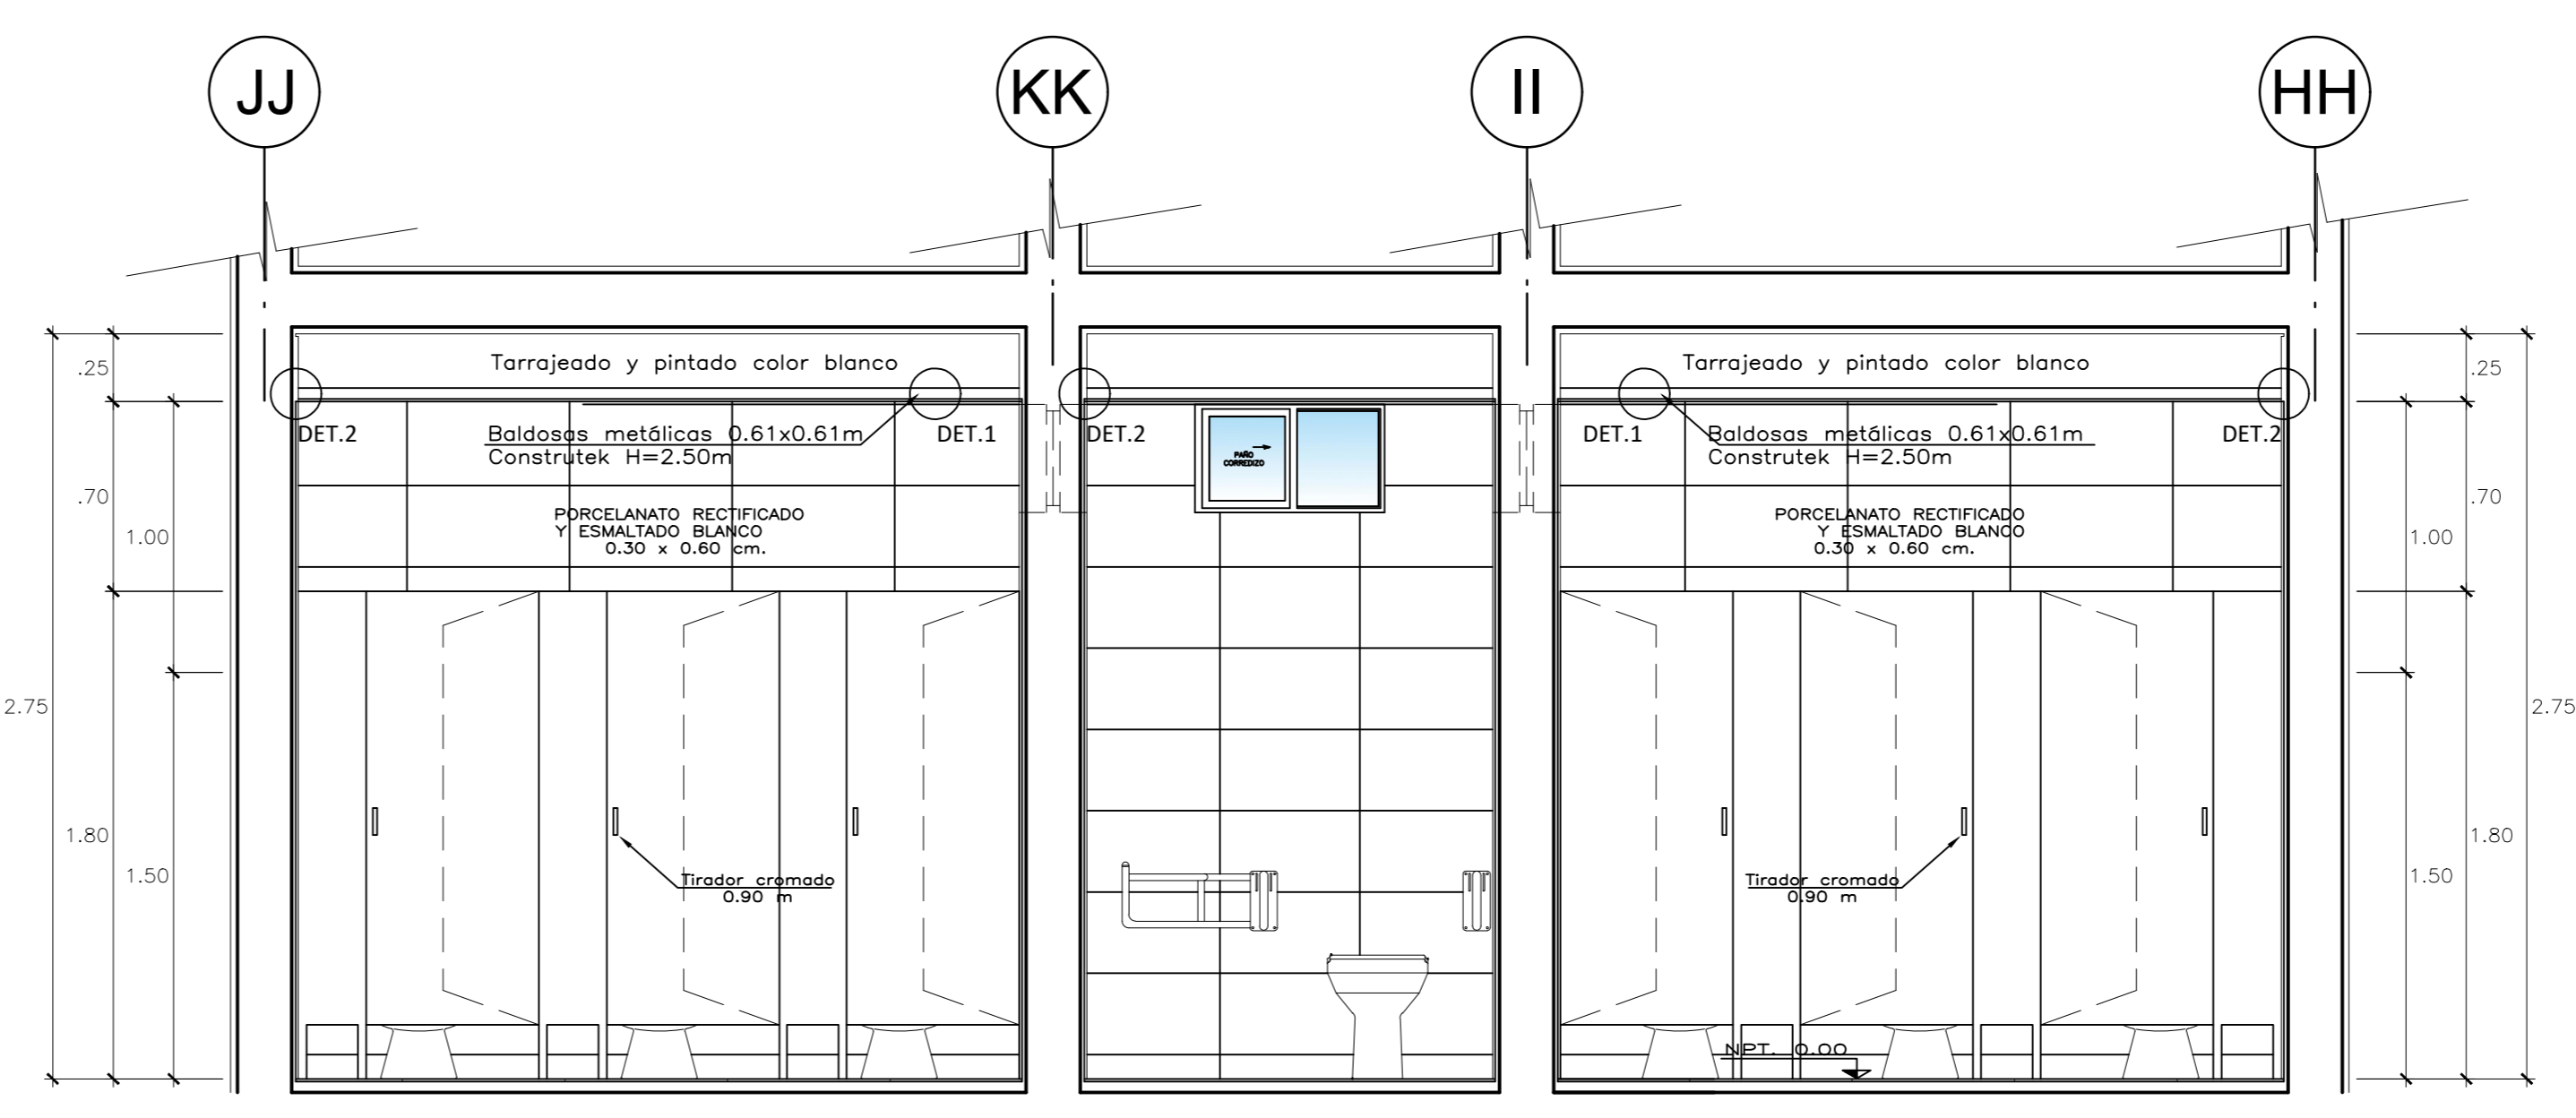 JJ
KK
II
HH
Tarrajeado y pintado color blanco
Tarrajeado y pintado color blanco
.25
.25
DET.2
Baldosas metálicas 0.61x0.61m
Construtek H=2.50m
DET.1
DET.2
PAÑO
CORREDIZO
DET.1
Baldosas metálicas 0.61x0.61m
Construtek H=2.50m
DET.2
.70
.70
PORCELANATO RECTIFICADO
Y ESMALTADO BLANCO
0.30 x 0.60 cm.
PORCELANATO RECTIFICADO
Y ESMALTADO BLANCO
0.30 x 0.60 cm.
1.00
1.00
2.75
2.75
1.80
1.80
1.50
1.50
Tirador cromado
0.90 m
Tirador cromado
0.90 m
NPT. 0.00